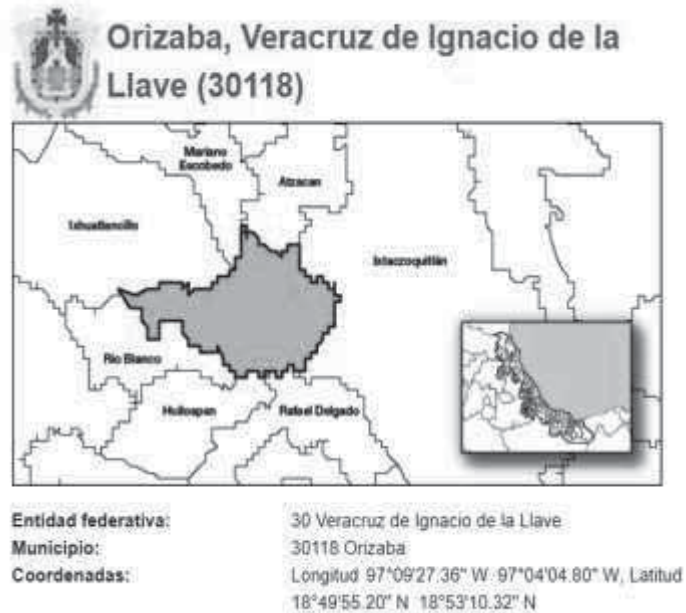 Orizaba, Veracruz de Ignacio de la
Llave (30118)
Mariano
Escobedo
Atzacan
Ixhuatlancillo
Ixtaczoquitlán
Río Blanco
Huiloapan
Rafael Delgado
Entidad federativa:
30 Veracruz de Ignacio de la Llave
Municipio:
30118 Orizaba
Coordenadas:
Longitud 97°09'27.36" W 97°04'04.80" W, Latitud
18°49'55.20" N 18°53'10.32" N